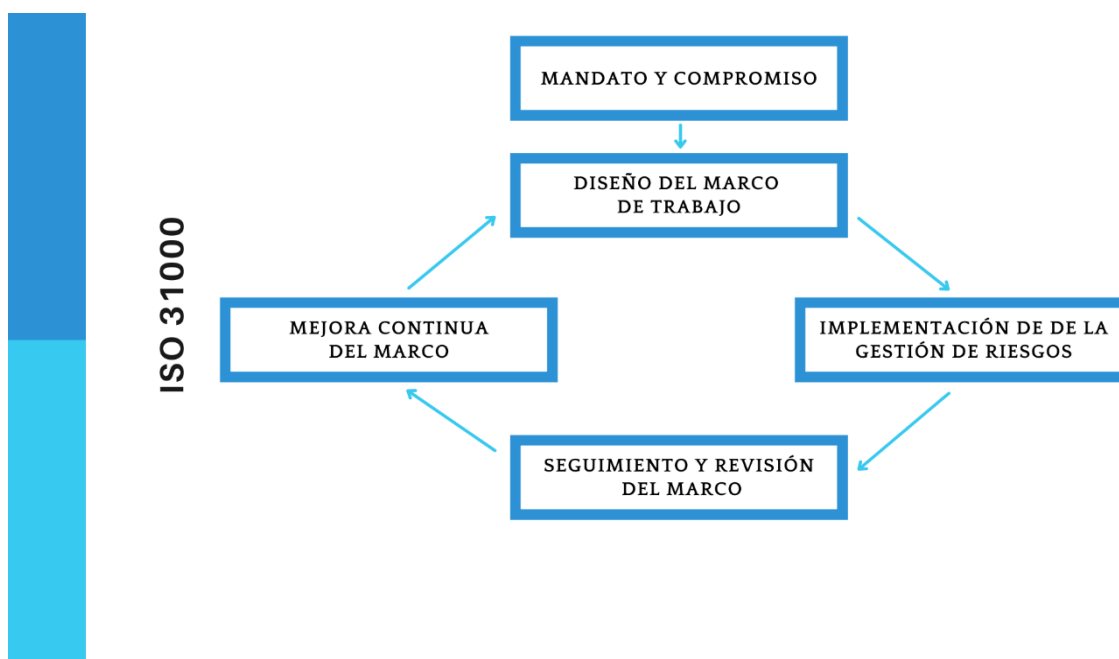 ISO 31000
MANDATO Y COMPROMISO
DISEÑO DEL MARCO
DE TRABAJO
MEJORA CONTINUA
DEL MARCO
IMPLEMENTACIÓN DE DE LA
GESTIÓN DE RIESGOS
SEGUIMIENTO Y REVISIÓN
DEL MARCO